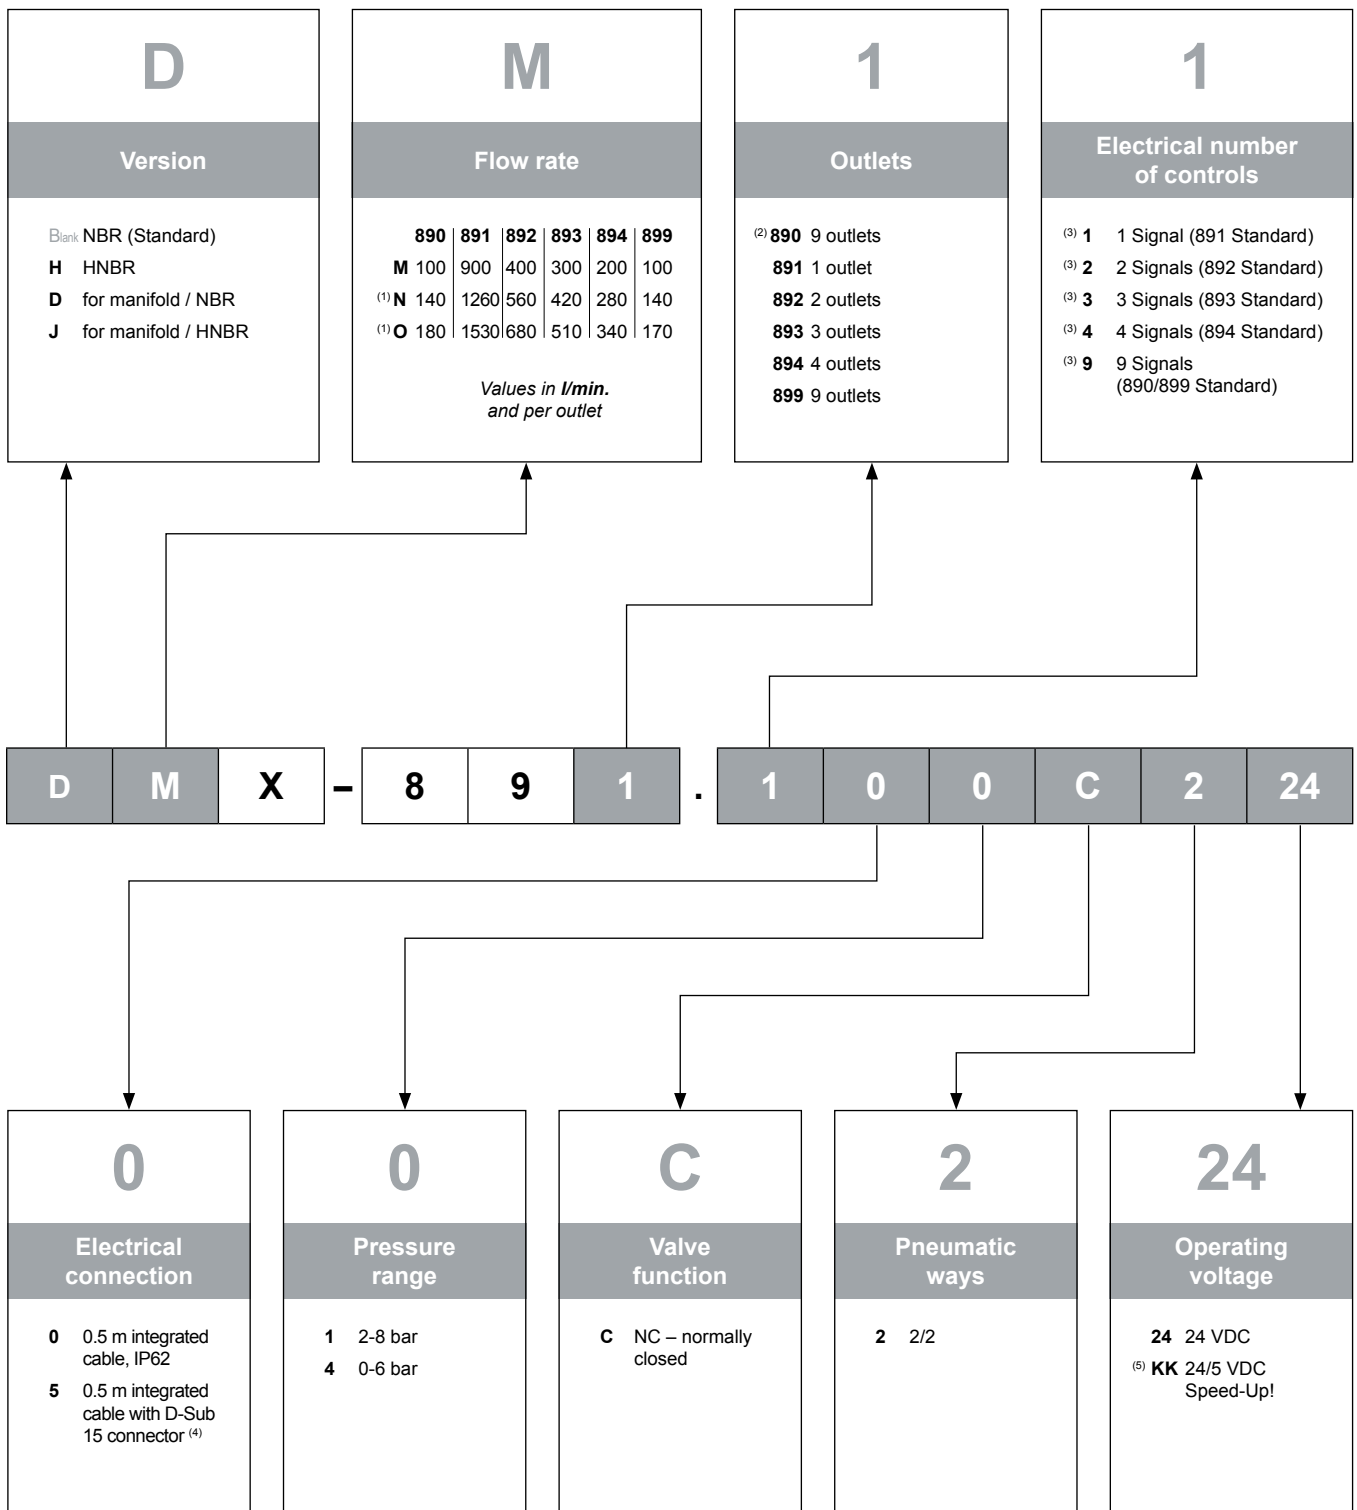 D
Version
Blank NBR (Standard)
H HNBR
D for manifold / NBR
J for manifold / HNBR
M
Flow rate
890 891 892 893 894 899
M 100 900 400 300 200 100
(1) N 140 1260 560 420 280 140
(1) O 180 1530 680 510 340 170
Values in l/min.
and per outlet
1
Outlets
(2) 890 9 outlets
891 1 outlet
892 2 outlets
893 3 outlets
894 4 outlets
899 9 outlets
1
Electrical number
of controls
(3) 1 1 Signal (891 Standard)
(3) 2 2 Signals (892 Standard)
(3) 3 3 Signals (893 Standard)
(3) 4 4 Signals (894 Standard)
(3) 9 9 Signals
(890/899 Standard)
D M X – 8 9 1 . 1 0 0 C 2 24
0
Electrical
connection
0 0.5 m integrated
cable, IP62
5 0.5 m integrated
cable with D-Sub
15 connector (4)
0
Pressure
range
1 2-8 bar
4 0-6 bar
C
Valve
function
C NC – normally
closed
2
Pneumatic
ways
2 2/2
24
Operating
voltage
24 24 VDC
(5) KK 24/5 VDC
Speed-Up!